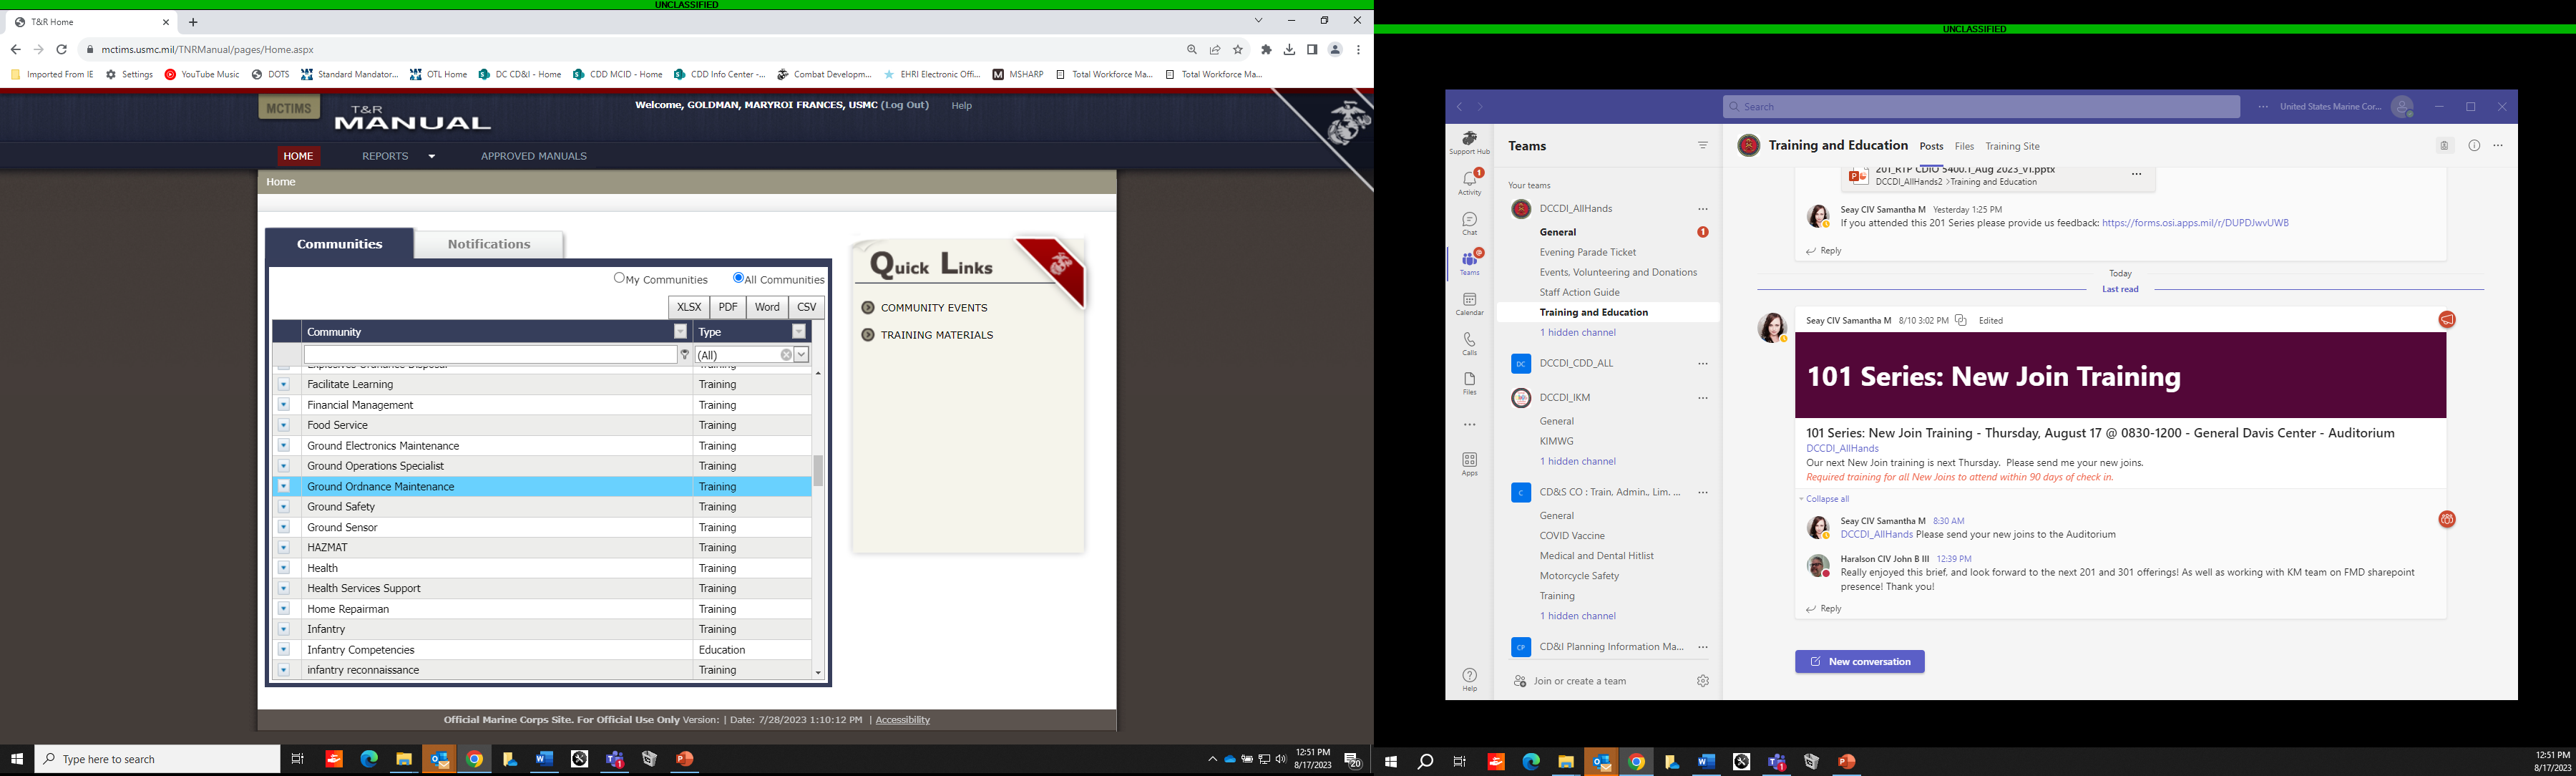 UNCLASSIFIED
T&R Home
mctims.usmc.mil/TNRManual/pages/Home.aspx
Imported From IE
Settings
YouTube Music
DOTS
Standard Mandator...
OTL Home
DC CD&I - Home
CDD MCID - Home
CDD Info Center -...
Combat Developm...
EHRI Electronic Offi...
MSHARP
Total Workforce Ma...
Total Workforce Ma...
MCTIMS
T&R
MANUAL
Welcome, GOLDMAN, MARYROI FRANCES, USMC (Log Out)
Help
HOME
REPORTS
APPROVED MANUALS
Home
Communities
Notifications
My Communities
All Communities
XLSX
PDF
Word
CSV
Community
Type
(All)
Explosives Ordnance Disposal Training
Facilitate Learning Training
Financial Management Training
Food Service Training
Ground Electronics Maintenance Training
Ground Operations Specialist Training
Ground Ordnance Maintenance Training
Ground Safety Training
Ground Sensor Training
HAZMAT Training
Health Training
Health Services Support Training
Home Repairman Training
Infantry Training
Infantry Competencies Education
infantry reconnaissance Training
Quick Links
COMMUNITY EVENTS
TRAINING MATERIALS
Official Marine Corps Site. For Official Use Only Version: | Date: 7/28/2023 1:10:12 PM | Accessibility
Type here to search
12:51 PM
8/17/2023
20
UNCLASSIFIED
Search
United States Marine Cor...
Support Hub
Activity
1
Chat
Teams
Calendar
Calls
Files
Apps
Help
Teams
Your teams
DCCDI_AllHands
General
1
Evening Parade Ticket
Events, Volunteering and Donations
Staff Action Guide
Training and Education
1 hidden channel
DC
DCCDI_CDD_ALL
DCCDI_IKM
General
KIMWG
1 hidden channel
C
CD&S CO : Train, Admin., Lim. ...
General
COVID Vaccine
Medical and Dental Hitlist
Motorcycle Safety
Training
1 hidden channel
CP
CD&I Planning Information Ma...
Join or create a team
Training and Education
Posts
Files
Training Site
201_RTP CDIO 5400.1_Aug 2023_v1.pptx
DCCDI_AllHands2 >Training and Education
Seay CIV Samantha M Yesterday 1:25 PM
If you attended this 201 Series please provide us feedback: https://forms.osi.apps.mil/r/DUPDJwvUWB
Reply
Today
Last read
Seay CIV Samantha M 8/10 3:02 PM Edited
101 Series: New Join Training
101 Series: New Join Training - Thursday, August 17 @ 0830-1200 - General Davis Center - Auditorium
DCCDI_AllHands
Our next New Join training is next Thursday. Please send me your new joins.
Required training for all New Joins to attend within 90 days of check in.
Collapse all
Seay CIV Samantha M 8:30 AM
DCCDI_AllHands Please send your new joins to the Auditorium
Haralson CIV John B III 12:39 PM
Really enjoyed this brief. and look forward to the next 201 and 301 offerings! As well as working with KM team on FMD sharepoint
presence! Thank you!
Reply
New conversation
12:51 PM
8/17/2023